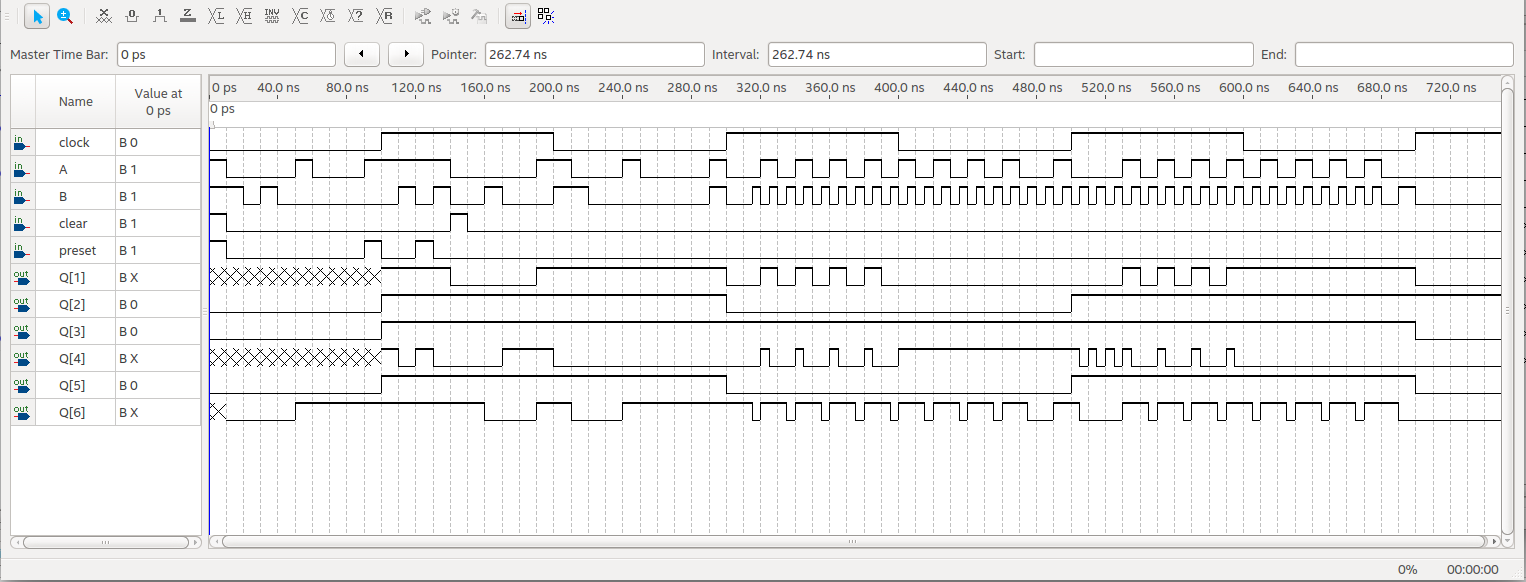 Master Time Bar: 0 ps Pointer: 262.74 ns Interval: 262.74 ns Start: End:
Name Value at 0 ps
0 ps 40.0 ns 80.0 ns 120.0 ns 160.0 ns 200.0 ns 240.0 ns 280.0 ns 320.0 ns 360.0 ns 400.0 ns 440.0 ns 480.0 ns 520.0 ns 560.0 ns 600.0 ns 640.0 ns 680.0 ns 720.0 ns
0 ps
in clock B 0
in A B 1
in B B 1
in clear B 1
in preset B 1
out Q[1] B X
out Q[2] B 0
out Q[3] B 0
out Q[4] B X
out Q[5] B 0
out Q[6] B X
0% 00:00:00